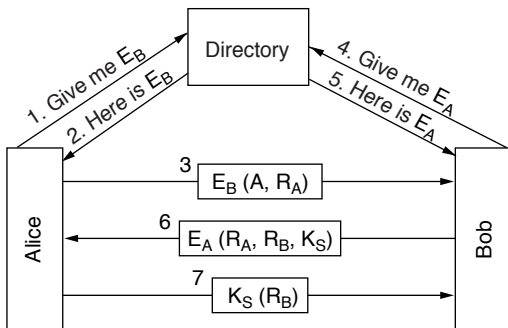 Directory
1. Give me E_B
2. Here is E_B
4. Give me E_A
5. Here is E_A
Alice
Bob
3
E_B (A, R_A)
6
E_A (R_A, R_B, K_S)
7
K_S (R_B)